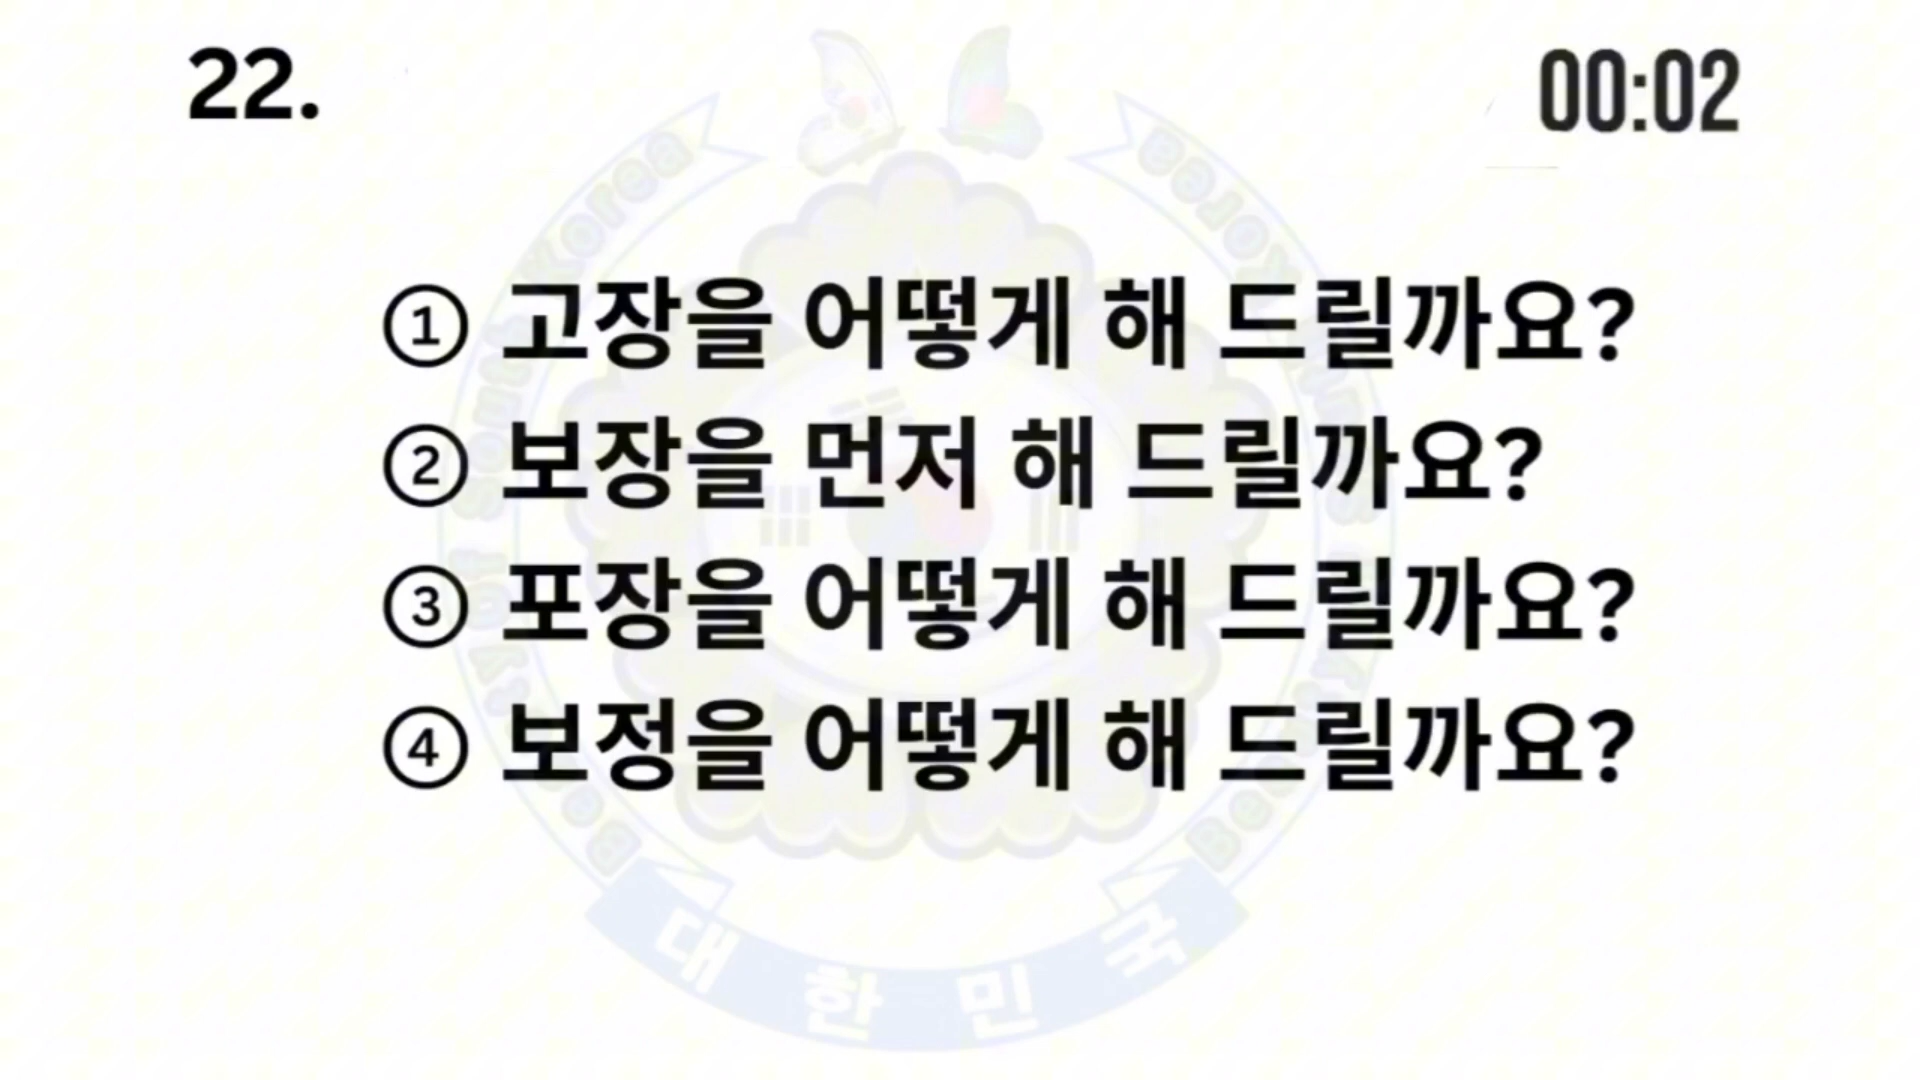 22.
00:02
① 고장을 어떻게 해 드릴까요?
② 보장을 먼저 해 드릴까요?
③ 포장을 어떻게 해 드릴까요?
④ 보정을 어떻게 해 드릴까요?
대한민국